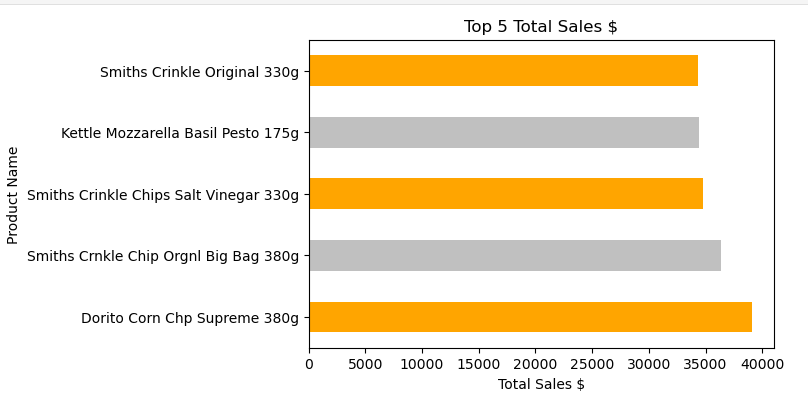 Top 5 Total Sales $
Smiths Crinkle Original 330g
Kettle Mozzarella Basil Pesto 175g
Smiths Crinkle Chips Salt Vinegar 330g
Smiths Crnkle Chip Orgnl Big Bag 380g
Dorito Corn Chp Supreme 380g
Product Name
0 5000 10000 15000 20000 25000 30000 35000 40000
Total Sales $